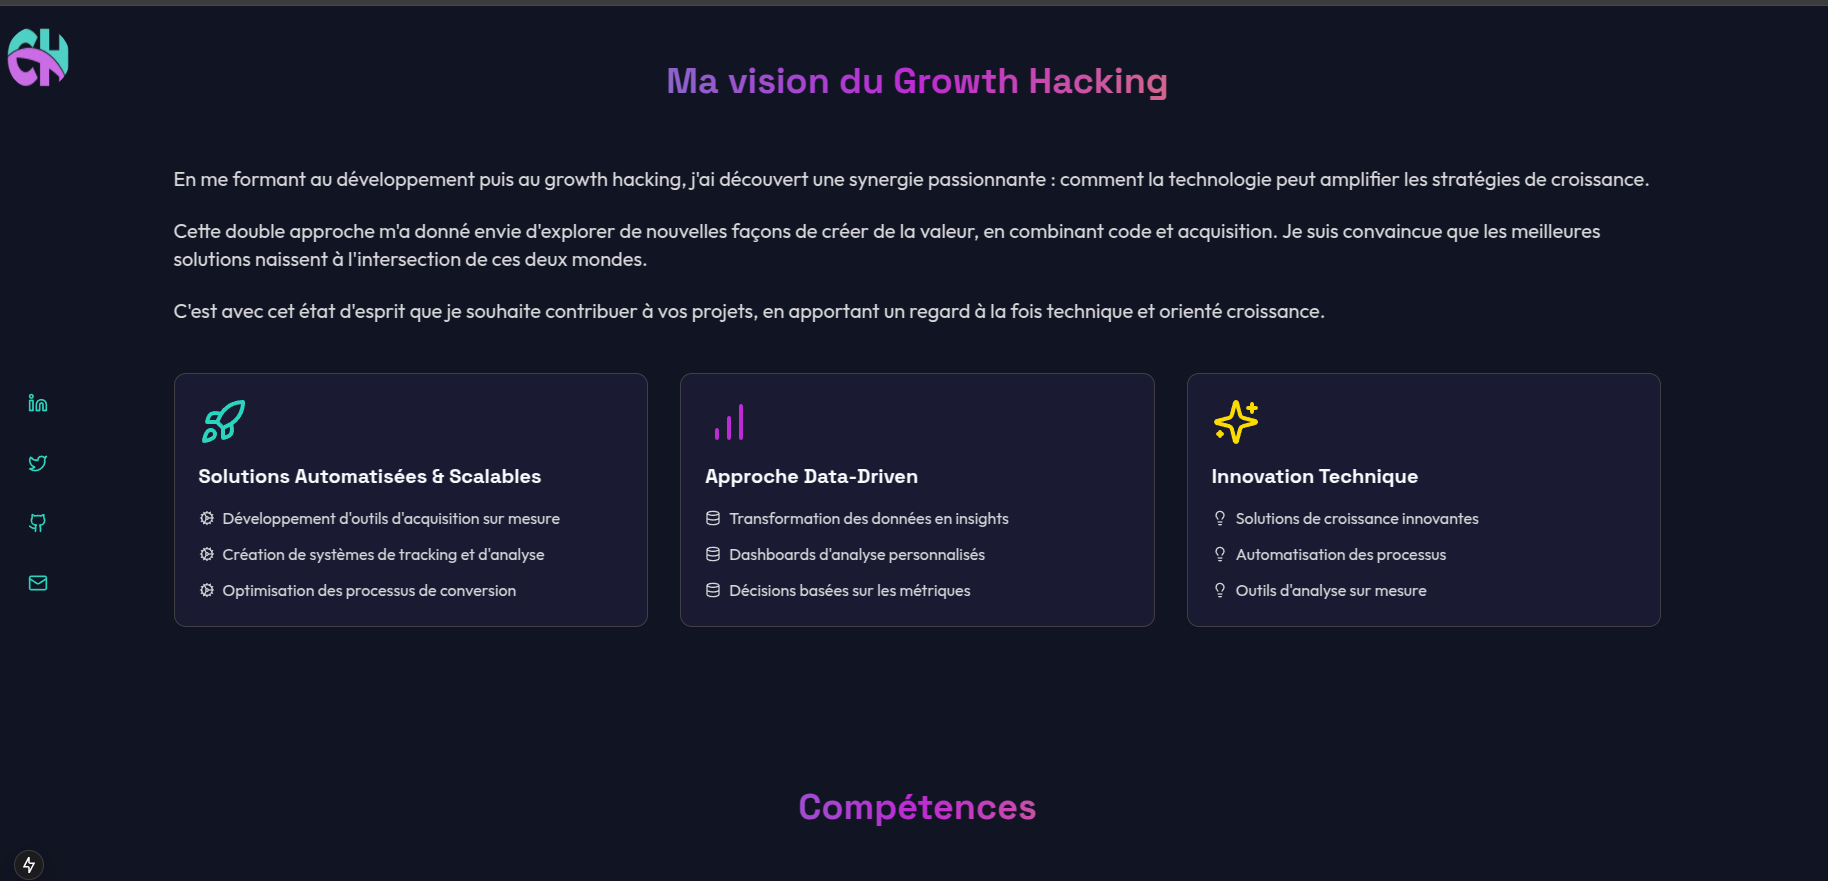 Ma vision du Growth Hacking
En me formant au développement puis au growth hacking, j'ai découvert une synergie passionnante : comment la technologie peut amplifier les stratégies de croissance.
Cette double approche m'a donné envie d'explorer de nouvelles façons de créer de la valeur, en combinant code et acquisition. Je suis convaincue que les meilleures
solutions naissent à l'intersection de ces deux mondes.
C'est avec cet état d'esprit que je souhaite contribuer à vos projets, en apportant un regard à la fois technique et orienté croissance.
Solutions Automatisées & Scalables
Développement d'outils d'acquisition sur mesure
Création de systèmes de tracking et d'analyse
Optimisation des processus de conversion
Approche Data-Driven
Transformation des données en insights
Dashboards d'analyse personnalisés
Décisions basées sur les métriques
Innovation Technique
Solutions de croissance innovantes
Automatisation des processus
Outils d'analyse sur mesure
Compétences